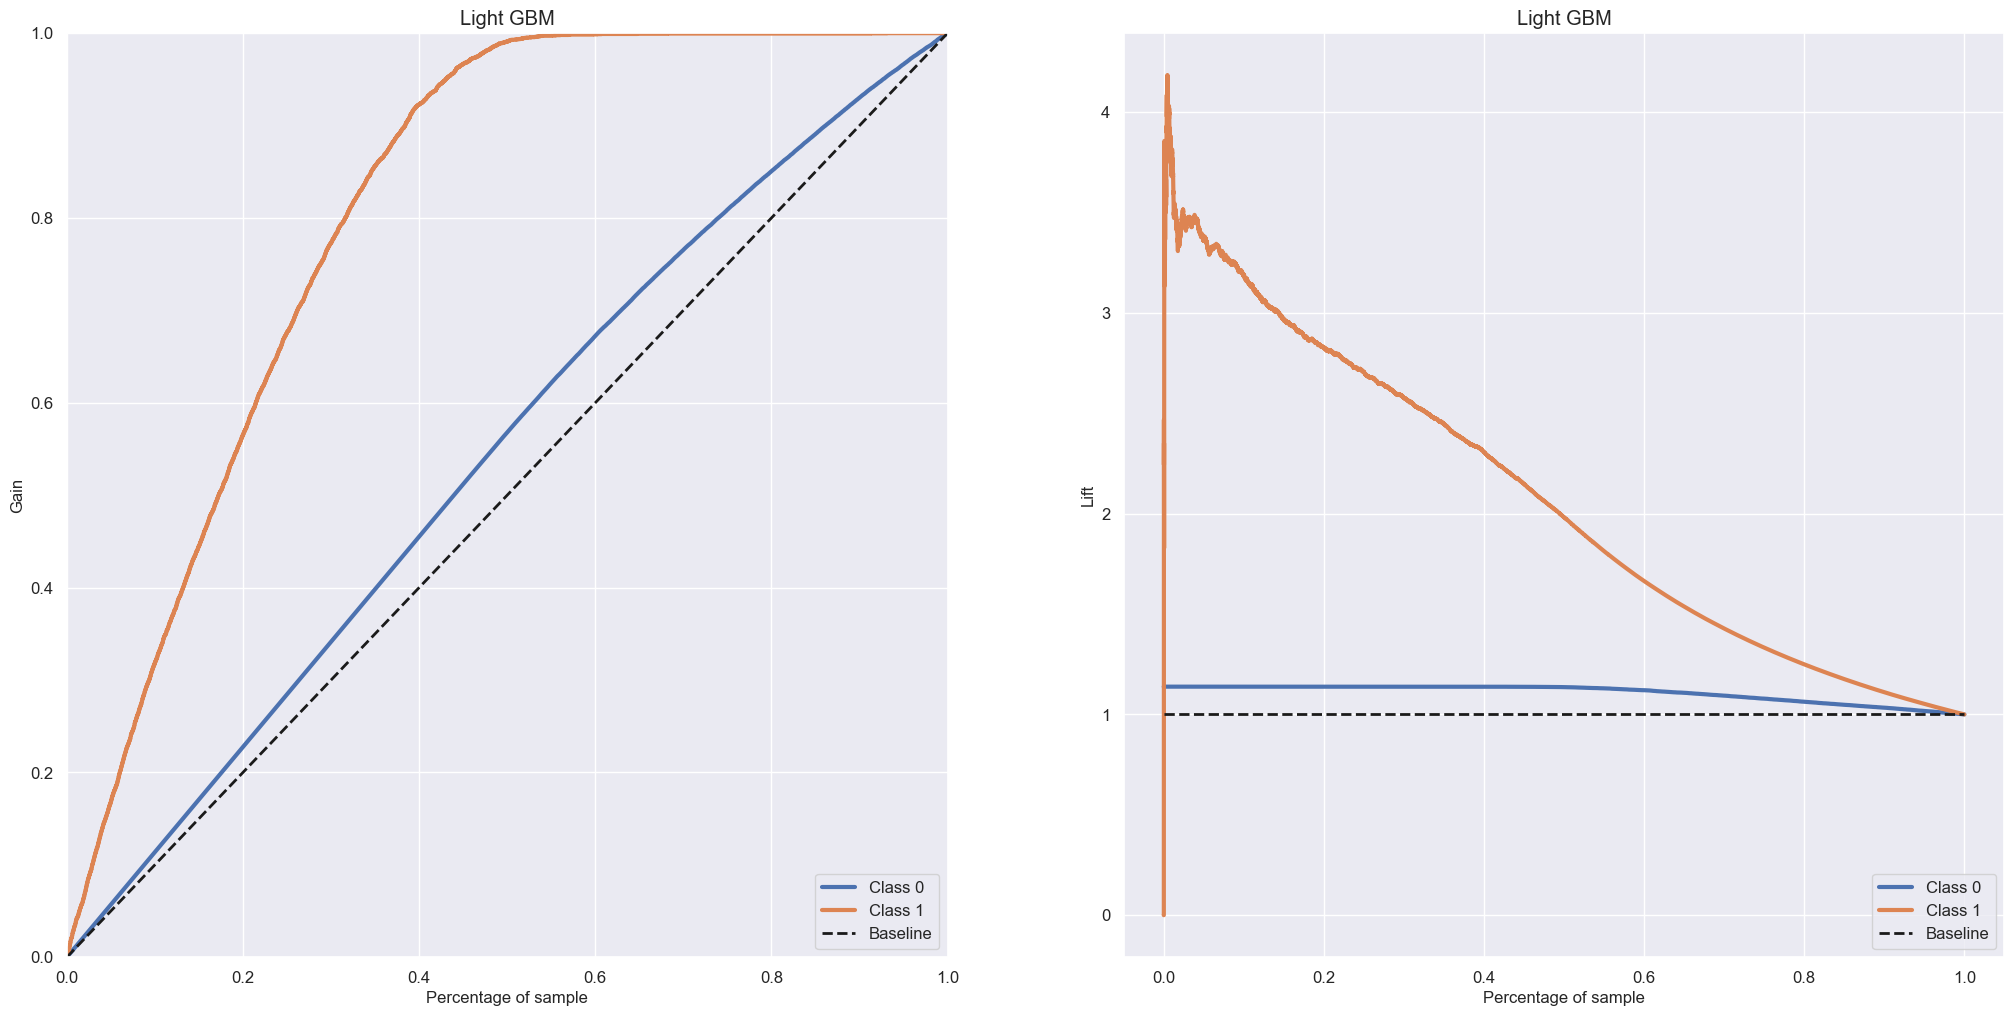 Light GBM
1.0
0.8
0.6
0.4
0.2
0.0
Gain
0.0 0.2 0.4 0.6 0.8 1.0
Percentage of sample
Class 0
Class 1
Baseline
Light GBM
4
3
2
1
0
Lift
0.0 0.2 0.4 0.6 0.8 1.0
Percentage of sample
Class 0
Class 1
Baseline